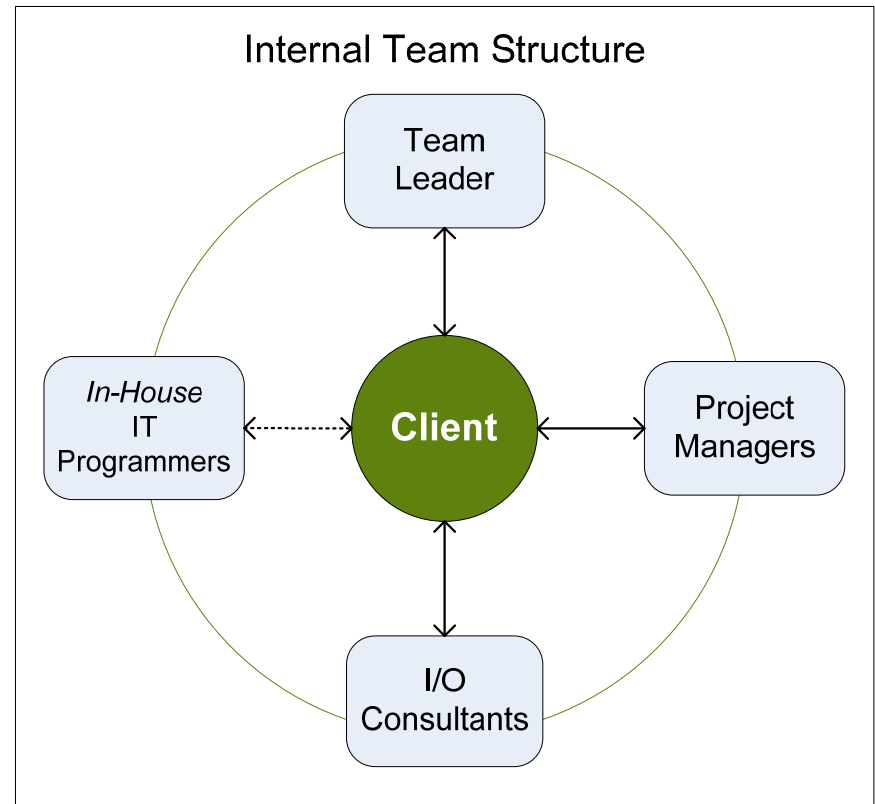 Internal Team Structure
Team
Leader
In-House
IT
Programmers
Client
Project
Managers
I/O
Consultants